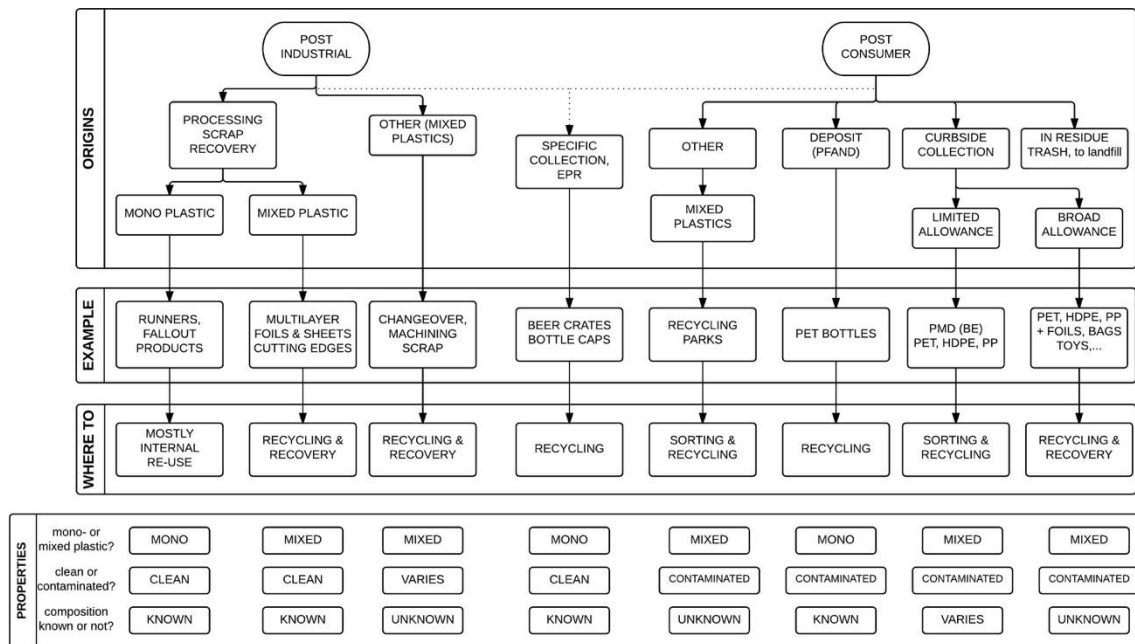 POST
INDUSTRIAL
POST
CONSUMER
ORIGINS
PROCESSING
SCRAP
RECOVERY
OTHER (MIXED
PLASTICS)
SPECIFIC
COLLECTION,
EPR
OTHER
DEPOSIT
(PFAND)
CURBSIDE
COLLECTION
IN RESIDUE
TRASH, to landfill
MONO PLASTIC
MIXED PLASTIC
MIXED
PLASTICS
LIMITED
ALLOWANCE
BROAD
ALLOWANCE
EXAMPLE
RUNNERS,
FALLOUT
PRODUCTS
MULTILAYER
FOILS & SHEETS
CUTTING EDGES
CHANGEOVER,
MACHINING
SCRAP
BEER CRATES
BOTTLE CAPS
RECYCLING
PARKS
PET BOTTLES
PMD (BE)
PET, HDPE, PP
PET, HDPE, PP
+ FOILS, BAGS
TOYS,...
WHERE TO
MOSTLY
INTERNAL
RE-USE
RECYCLING &
RECOVERY
RECYCLING &
RECOVERY
RECYCLING
SORTING &
RECYCLING
RECYCLING
SORTING &
RECYCLING
RECYCLING &
RECOVERY
PROPERTIES
mono- or
mixed plastic?
MONO
MIXED
MIXED
MONO
MIXED
MONO
MIXED
MIXED
clean or
contaminated?
CLEAN
CLEAN
VARIES
CLEAN
CONTAMINATED
CONTAMINATED
CONTAMINATED
CONTAMINATED
composition
known or not?
KNOWN
KNOWN
UNKNOWN
KNOWN
UNKNOWN
KNOWN
VARIES
UNKNOWN